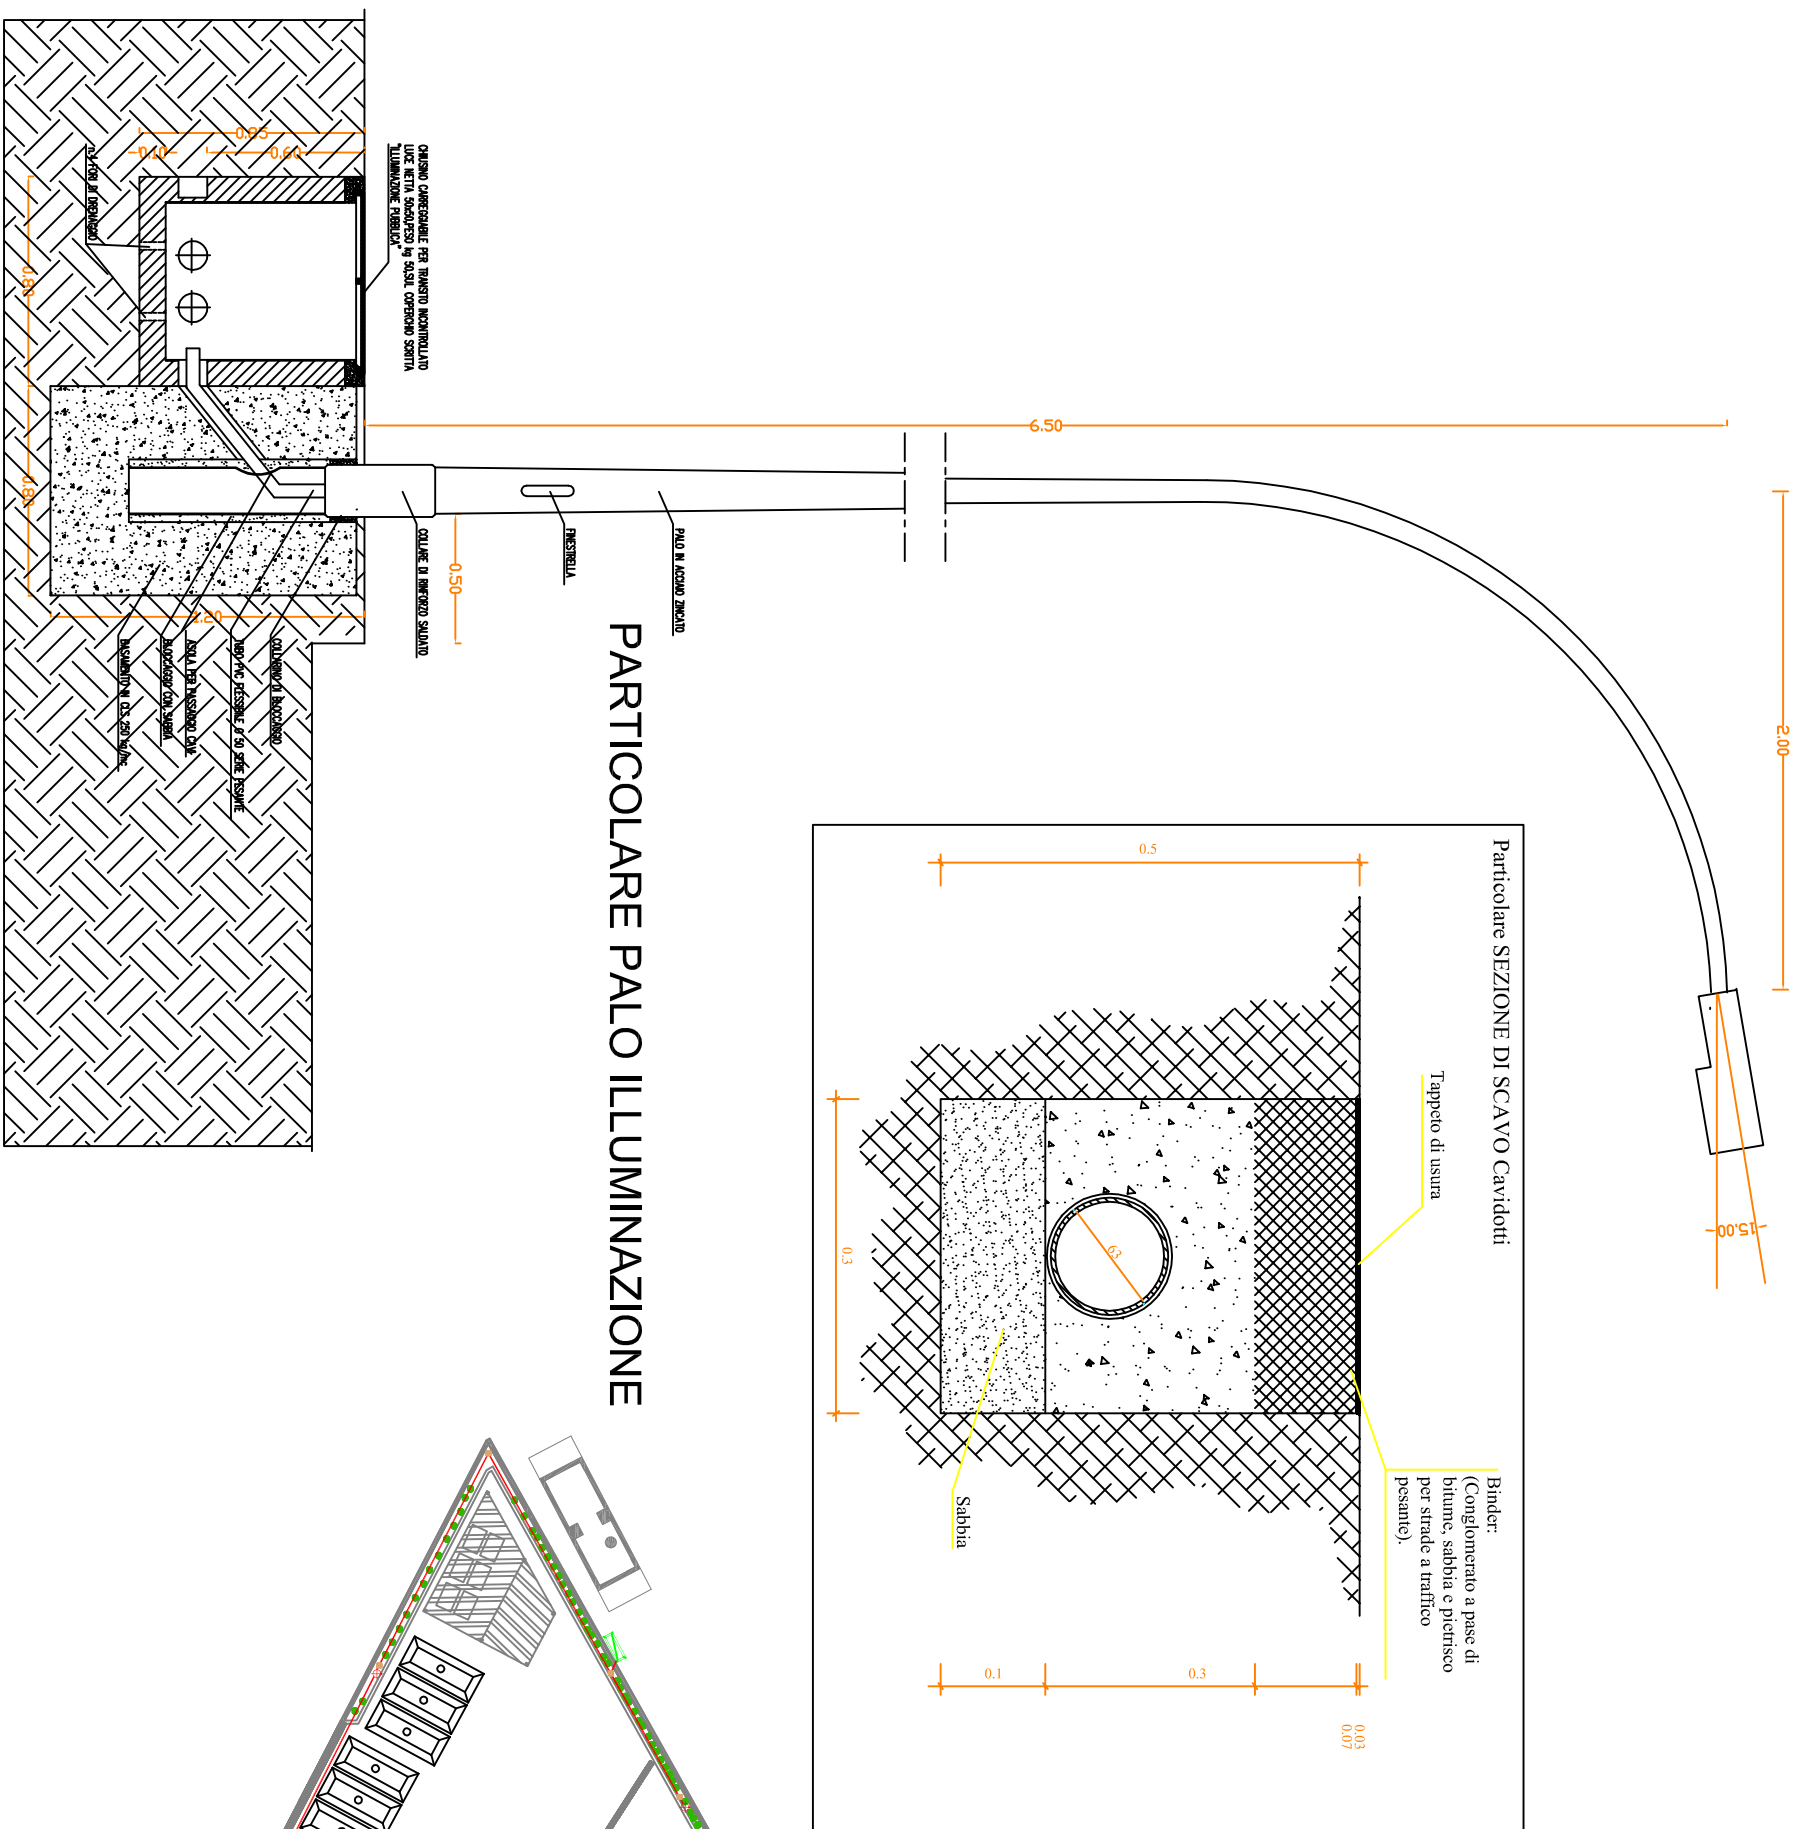 2.00
15.00
6.50
PALO IN ACCIAIO ZINCATO
FINESTRELLA
COLLARE DI RINFORZO SALDATO
0.50
PARTICOLARE PALO ILLUMINAZIONE
CHIUSINO CARREGGIABILE PER TRANSITO INCONTROLLATO
LUCE NETTA 50x50,PESO kg 50,SUL COPERCHIO SCRITTA
"ILLUMINAZIONE PUBBLICA"
0.60
0.85
0.10
n.4 FORI DI DRENAGGIO
0.80
0.80
1.20
COLLARINO DI BLOCCAGGIO
TUBO PVC FLESSIBILE Ø 50 SERIE PESANTE
ASOLA PER PASSAGGIO CAVI
BLOCCAGGIO CON SABBIA
BASAMENTO IN CLS 250 kg/mc
Particolare SEZIONE DI SCAVO Cavidotti
Tappeto di usura
Binder:
(Conglomerato a pase di
bitume, sabbia e pietrisco
per strade a traffico
pesante).
0.5
63
0.3
Sabbia
0.03
0.07
0.3
0.1